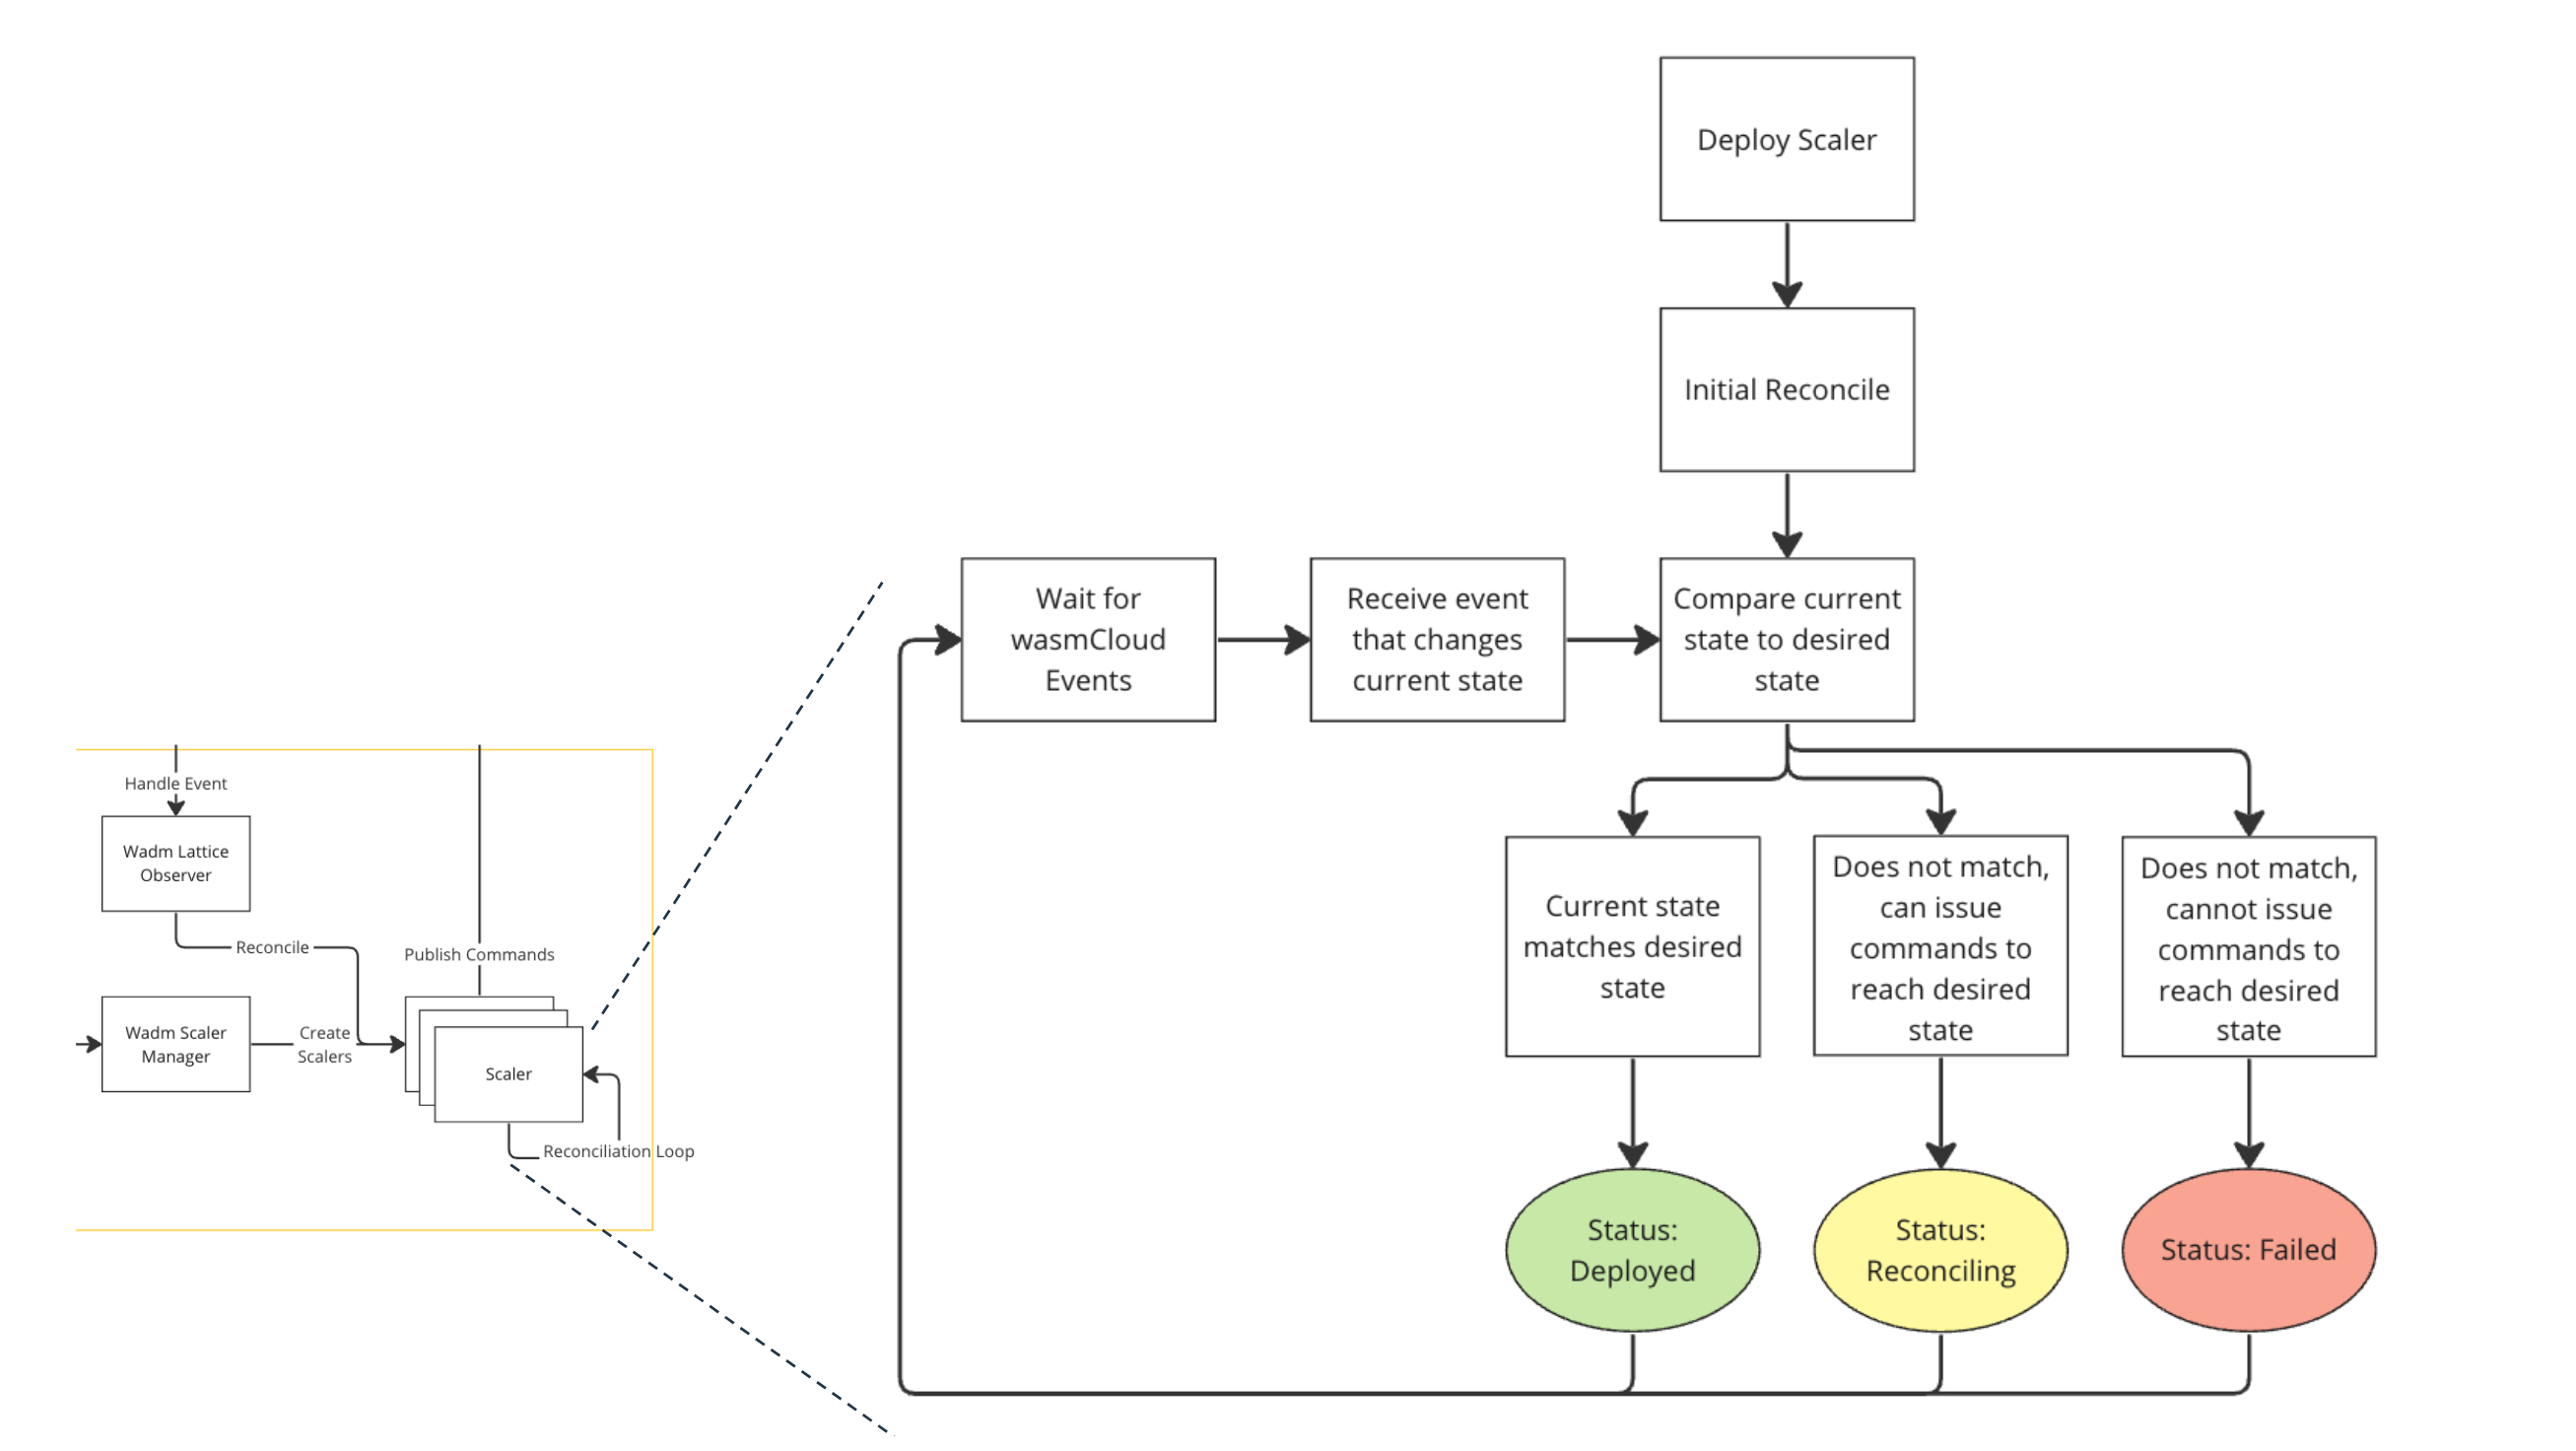 Deploy Scaler
Initial Reconcile
Wait for
wasmCloud
Events
Receive event
that changes
current state
Compare current
state to desired
state
Current state
matches desired
state
Does not match,
can issue
commands to
reach desired
state
Does not match,
cannot issue
commands to
reach desired
state
Status:
Deployed
Status:
Reconciling
Status: Failed
Handle Event
Wadm Lattice
Observer
Reconcile
Publish Commands
Wadm Scaler
Manager
Create
Scalers
Scaler
Reconciliation Loop